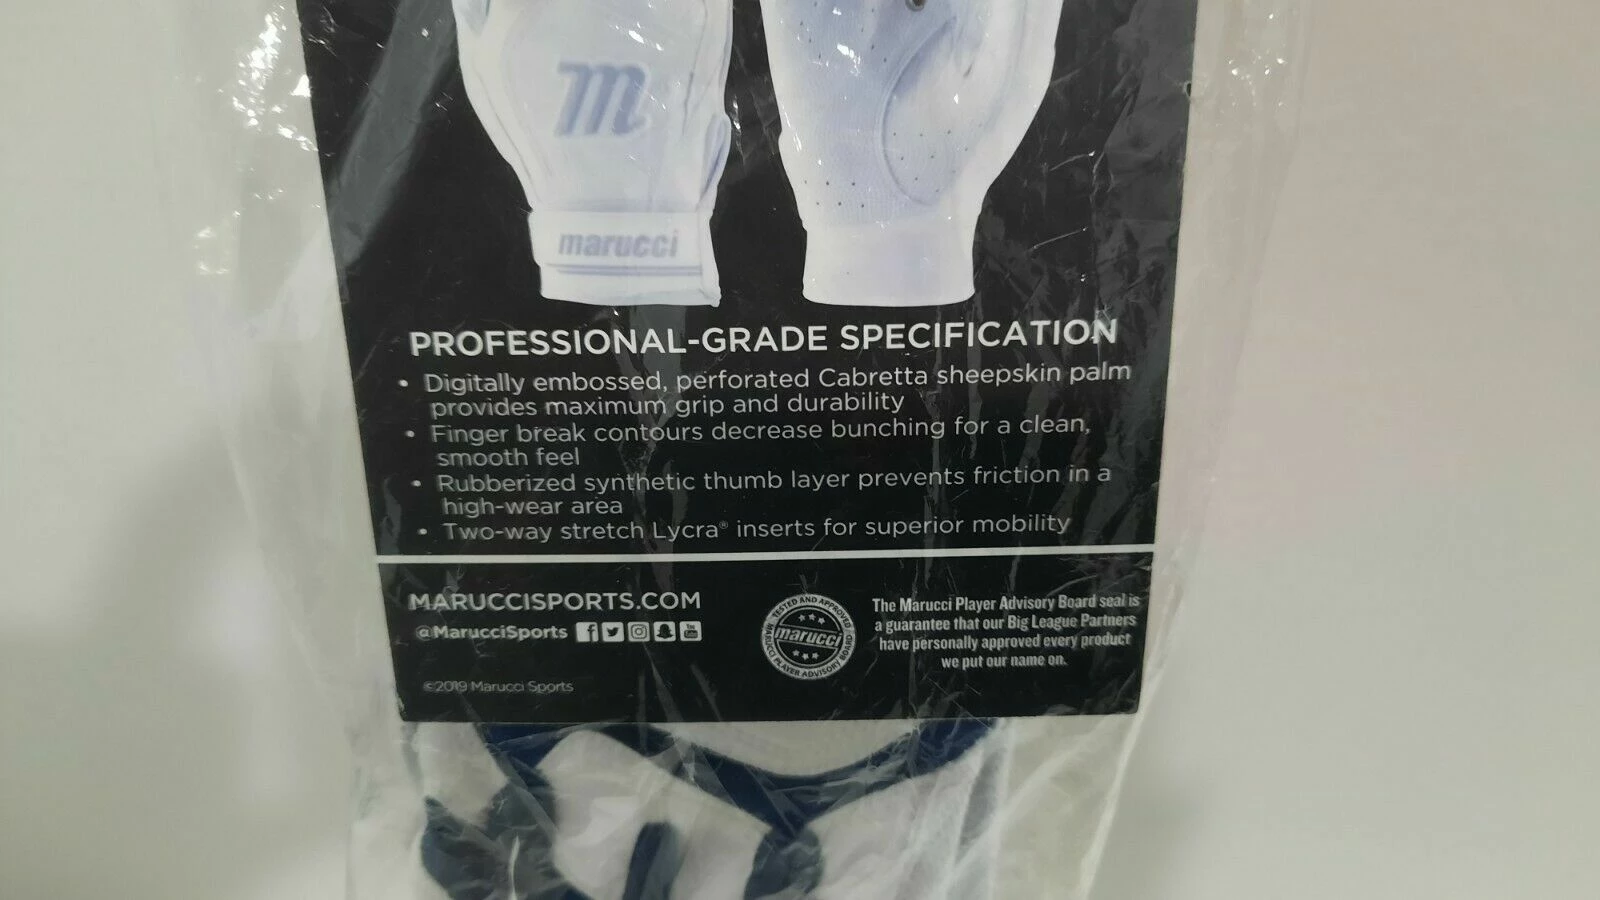 m
marucci
PROFESSIONAL-GRADE SPECIFICATION
• Digitally embossed, perforated Cabretta sheepskin palm
provides maximum grip and durability
• Finger break contours decrease bunching for a clean,
smooth feel
• Rubberized synthetic thumb layer prevents friction in a
high-wear area
• Two-way stretch Lycra® inserts for superior mobility
MARUCCISPORTS.COM
@MarucciSports
You Tube
©2019 Marucci Sports
TESTED AND APPROVED
marucci
MARUCCI PLAYER ADVISORY BOARD
The Marucci Player Advisory Board seal is
a guarantee that our Big League Partners
have personally approved every product
we put our name on.